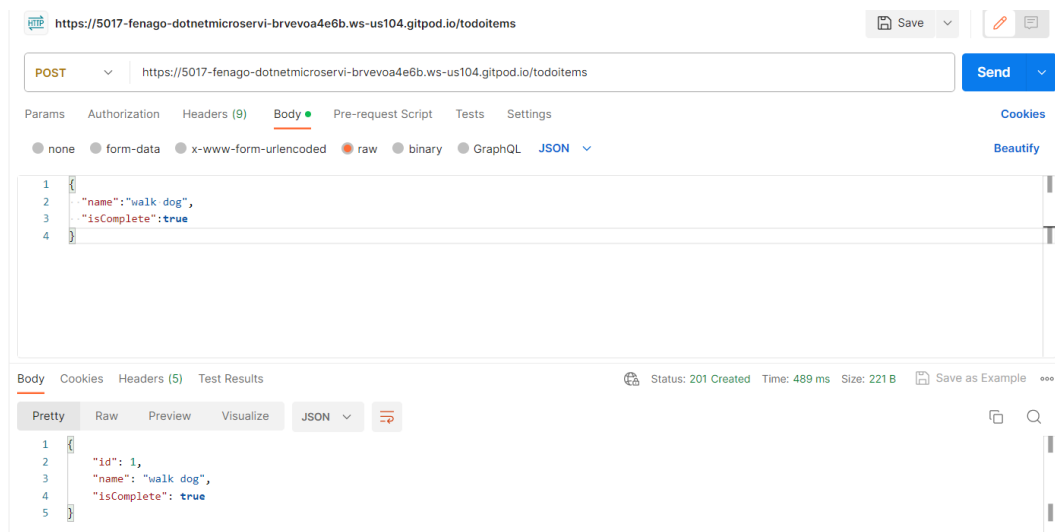 HTTP https://5017-fenago-dotnetmicroservi-brvevoa4e6b.ws-us104.gitpod.io/todoitems Save
POST https://5017-fenago-dotnetmicroservi-brvevoa4e6b.ws-us104.gitpod.io/todoitems Send
Params Authorization Headers (9) Body Pre-request Script Tests Settings Cookies
none form-data x-www-form-urlencoded raw binary GraphQL JSON Beautify
1 {
2 "name":"walk dog",
3 "isComplete":true
4 }
Body Cookies Headers (5) Test Results Status: 201 Created Time: 489 ms Size: 221 B Save as Example
Pretty Raw Preview Visualize JSON
1 {
2 "id": 1,
3 "name": "walk dog",
4 "isComplete": true
5 }